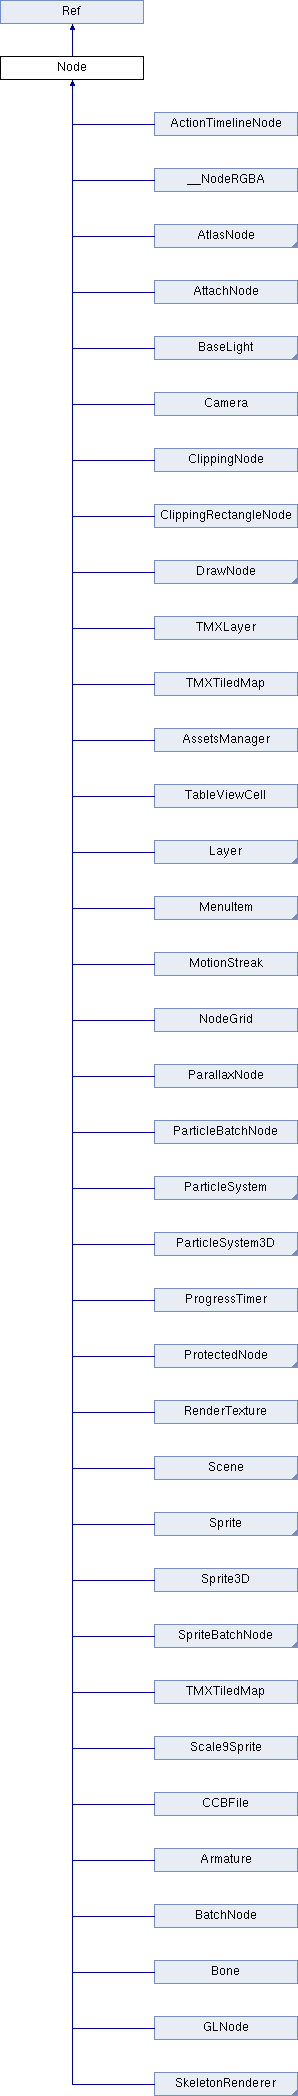 Ref
Node
ActionTimelineNode
__NodeRGBA
AtlasNode
AttachNode
BaseLight
Camera
ClippingNode
ClippingRectangleNode
DrawNode
TMXLayer
TMXTiledMap
AssetsManager
TableViewCell
Layer
MenuItem
MotionStreak
NodeGrid
ParallaxNode
ParticleBatchNode
ParticleSystem
ParticleSystem3D
ProgressTimer
ProtectedNode
RenderTexture
Scene
Sprite
Sprite3D
SpriteBatchNode
TMXTiledMap
Scale9Sprite
CCBFile
Armature
BatchNode
Bone
GLNode
SkeletonRenderer